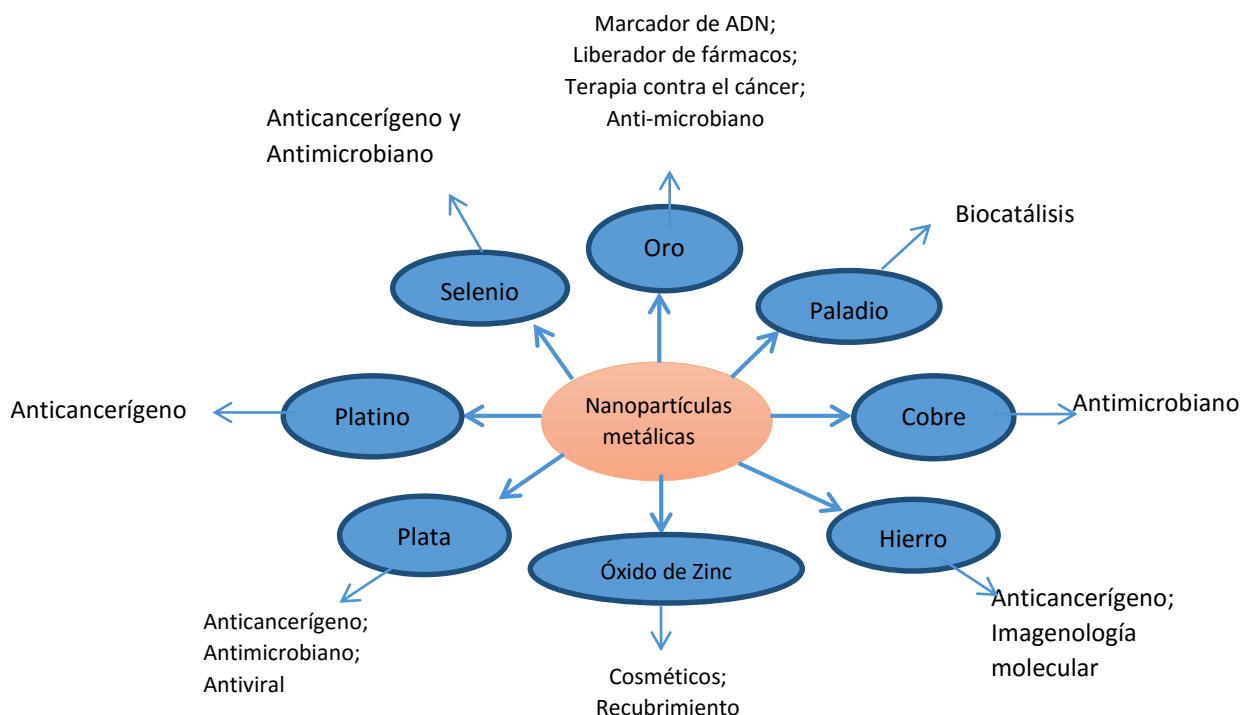 Marcador de ADN;
Liberador de fármacos;
Terapia contra el cáncer;
Anti-microbiano
Anticancerígeno y
Antimicrobiano
Biocatálisis
Oro
Selenio
Paladio
Anticancerígeno
Platino
Nanopartículas
metálicas
Cobre
Antimicrobiano
Plata
Óxido de Zinc
Hierro
Anticancerígeno;
Antimicrobiano;
Antiviral
Cosméticos;
Recubrimiento
Anticancerígeno;
Imagenología
molecular